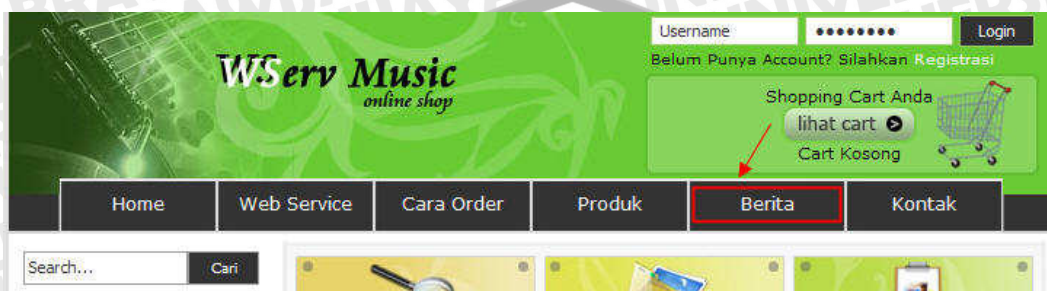 Username ●●●●●●●● Login
Belum Punya Account? Silahkan Registrasi
WServ Music
online shop
Shopping Cart Anda
lihat cart
Cart Kosong
Home Web Service Cara Order Produk Berita Kontak
Search... Cari